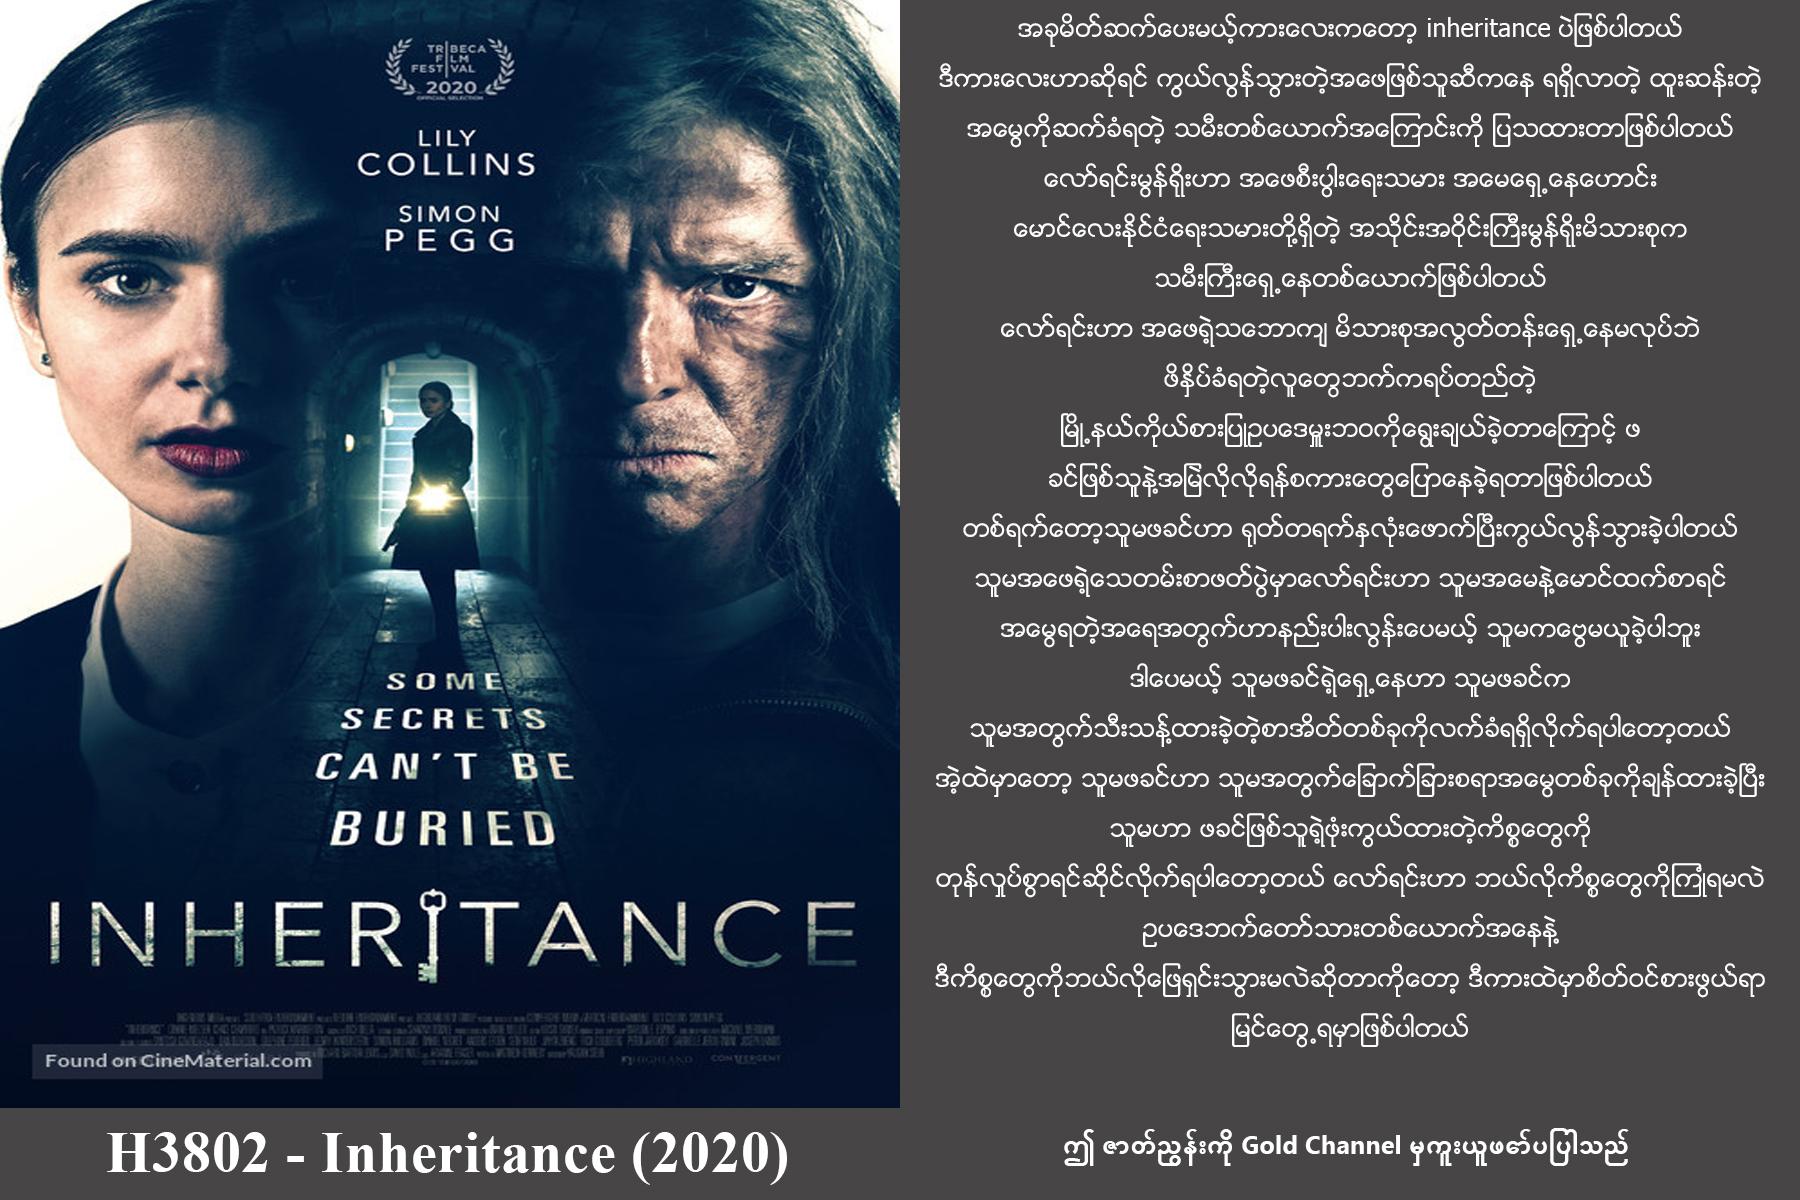 TRIBECA
FILM
FESTIVAL
2020
OFFICIAL SELECTION
LILY
COLLINS
SIMON
PEGG
SOME
SECRETS
CAN'T BE
BURIED
INHERITANCE
Found on CineMaterial.com
HIGHLAND
CONVERGENT
H3802 - Inheritance (2020)
အခုမိတ်ဆက်ပေးမယ့်ကားလေးကတော့ inheritance ပဲဖြစ်ပါတယ်
ဒီကားလေးဟာဆိုရင် ကွယ်လွန်သွားတဲ့အဖေဖြစ်သူဆီကနေ ရရှိလာတဲ့ ထူးဆန်းတဲ့
အမွေကိုဆက်ခံရတဲ့ သမီးတစ်ယောက်အကြောင်းကို ပြသထားတာဖြစ်ပါတယ်
လော်ရင်းမွန်ရိုးဟာ အဖေစီးပွါးရေးသမား အမေရှေ့နေဟောင်း
မောင်လေးနိုင်ငံရေးသမားတို့ရှိတဲ့ အသိုင်းအဝိုင်းကြီးမွန်ရိုးမိသားစုက
သမီးကြီးရှေ့နေတစ်ယောက်ဖြစ်ပါတယ်
လော်ရင်းဟာ အဖေရဲ့သဘောကျ မိသားစုအလွတ်တန်းရှေ့နေမလုပ်ဘဲ
ဖိနှိပ်ခံရတဲ့လူတွေဘက်ကရပ်တည်တဲ့
မြို့နယ်ကိုယ်စားပြုဥပဒေမှူးဘဝကိုရွေးချယ်ခဲ့တာကြောင့် ဖ
ခင်ဖြစ်သူနဲ့အမြဲလိုလိုရန်စကားတွေပြောနေခဲ့ရတာဖြစ်ပါတယ်
တစ်ရက်တော့သူမဖခင်ဟာ ရုတ်တရက်နှလုံးဖောက်ပြီးကွယ်လွန်သွားခဲ့ပါတယ်
သူမအဖေရဲ့သေတမ်းစာဖတ်ပွဲမှာလော်ရင်းဟာ သူမအမေနဲ့မောင်ထက်စာရင်
အမွေရတဲ့အရေအတွက်ဟာနည်းပါးလွန်းပေမယ့် သူမကဂွေမယူခဲ့ပါဘူး
ဒါပေမယ့် သူမဖခင်ရဲ့ရှေ့နေဟာ သူမဖခင်က
သူမအတွက်သီးသန့်ထားခဲ့တဲ့စာအိတ်တစ်ခုကိုလက်ခံရရှိလိုက်ရပါတော့တယ်
အဲ့ထဲမှာတော့ သူမဖခင်ဟာ သူမအတွက်ခြောက်ခြားစရာအမွေတစ်ခုကိုချန်ထားခဲ့ပြီး
သူမဟာ ဖခင်ဖြစ်သူရဲ့ဖုံးကွယ်ထားတဲ့ကိစ္စတွေကို
တုန်လှုပ်စွာရင်ဆိုင်လိုက်ရပါတော့တယ် လော်ရင်းဟာ ဘယ်လိုကိစ္စတွေကိုကြုံရမလဲ
ဥပဒေဘက်တော်သားတစ်ယောက်အနေနဲ့
ဒီကိစ္စတွေကိုဘယ်လိုဖြေရှင်းသွားမလဲဆိုတာကိုတော့ ဒီကားထဲမှာစိတ်ဝင်စားဖွယ်ရာ
မြင်တွေ့ရမှာဖြစ်ပါတယ်
ဤ ဇာတ်ညွှန်းကို Gold Channel မှကူးယူဖော်ပပြါသည်